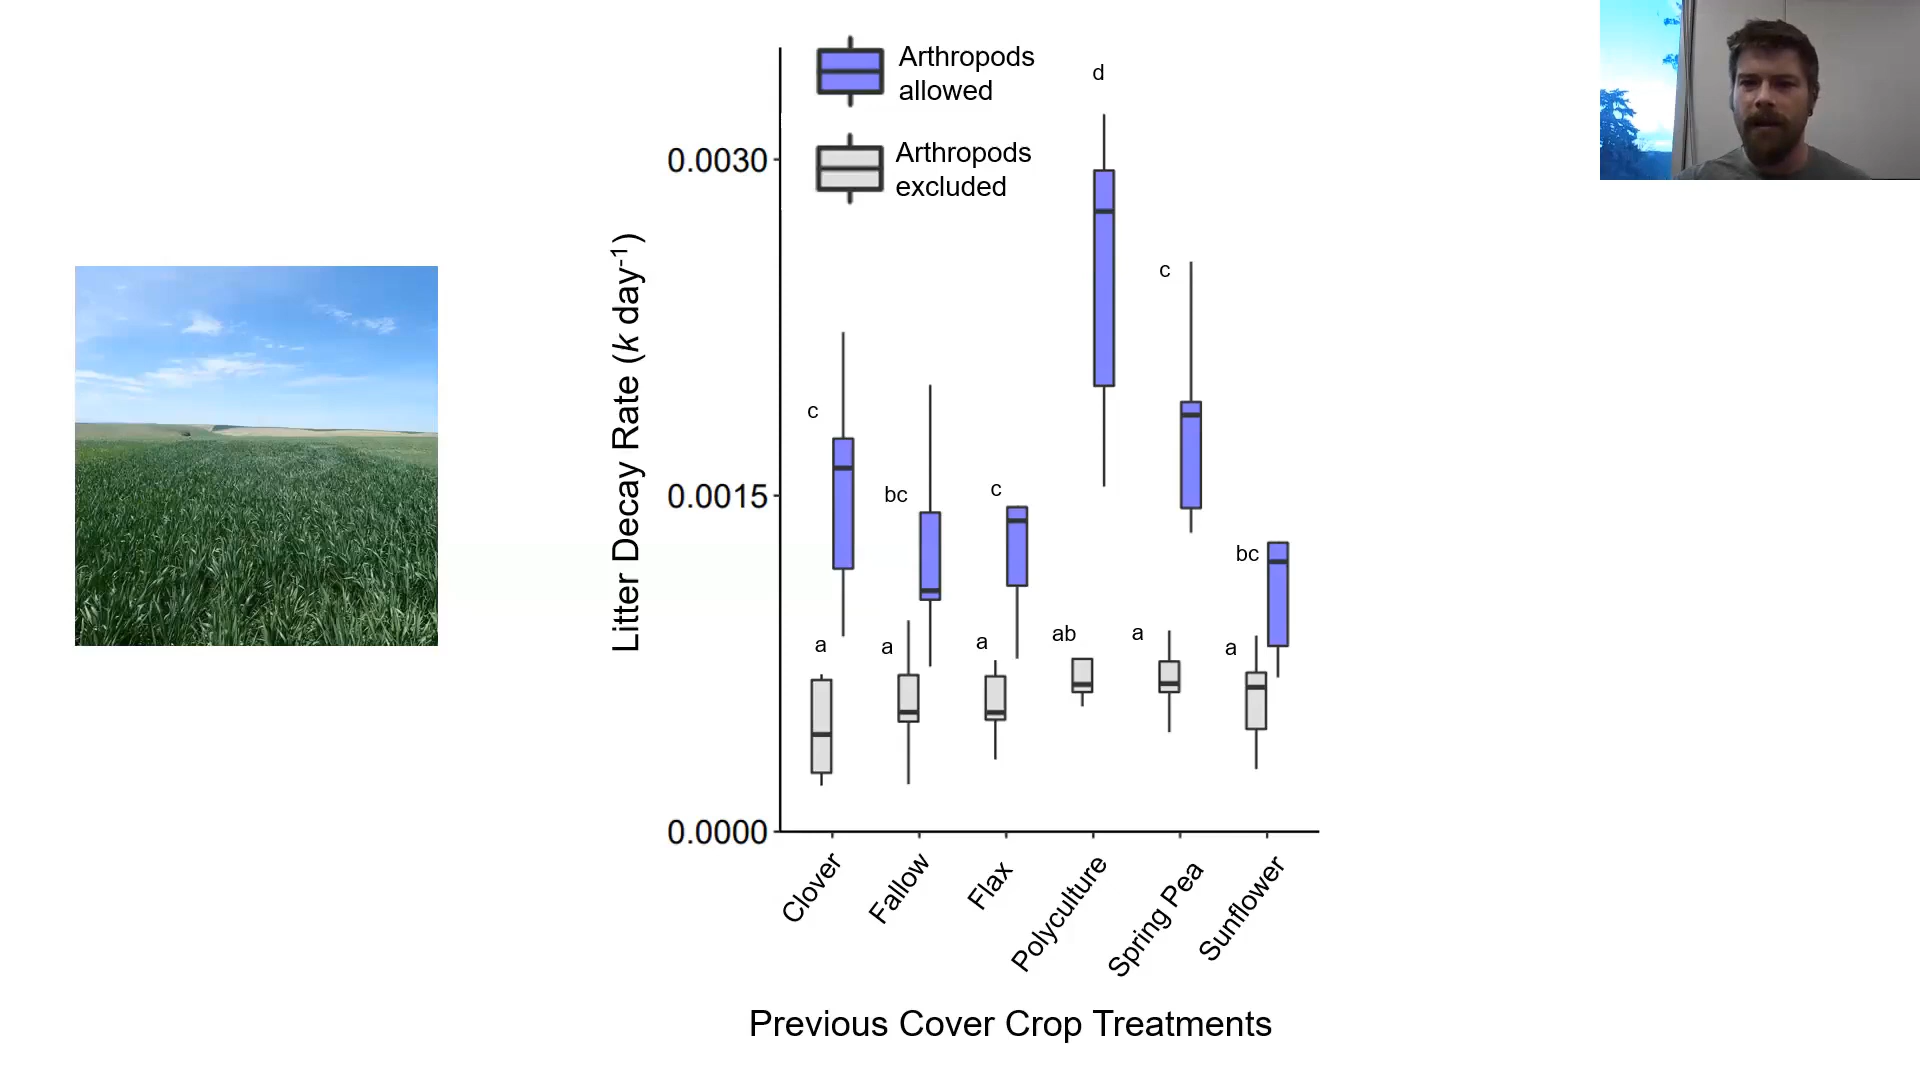 Arthropods
allowed
Arthropods
excluded
d
0.0030
c
Litter Decay Rate (k day-1)
c
bc
c
0.0015
bc
a
a
a
ab
a
a
0.0000
Clover
Fallow
Flax
Polyculture
Spring Pea
Sunflower
Previous Cover Crop Treatments